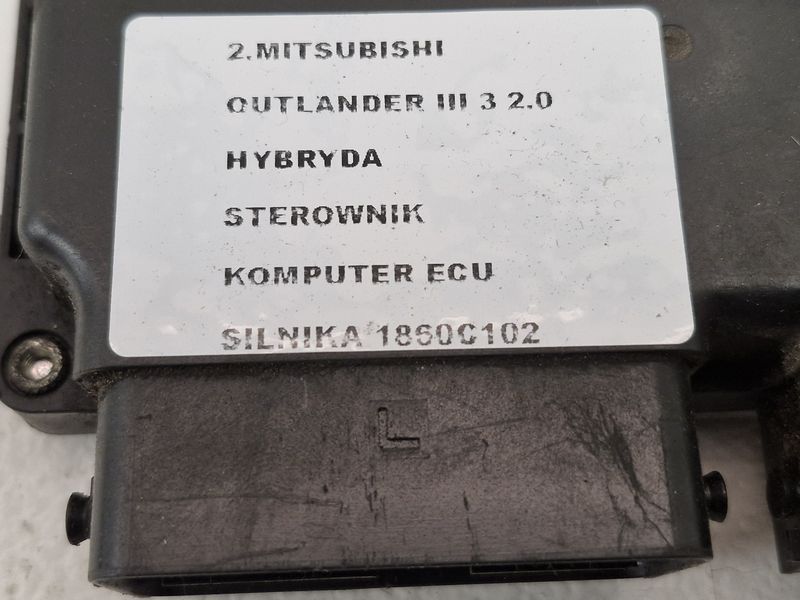 2.MITSUBISHI
OUTLANDER III 3 2.0
HYBRYDA
STEROWNIK
KOMPUTER ECU
SILNIKA 1860C102
L